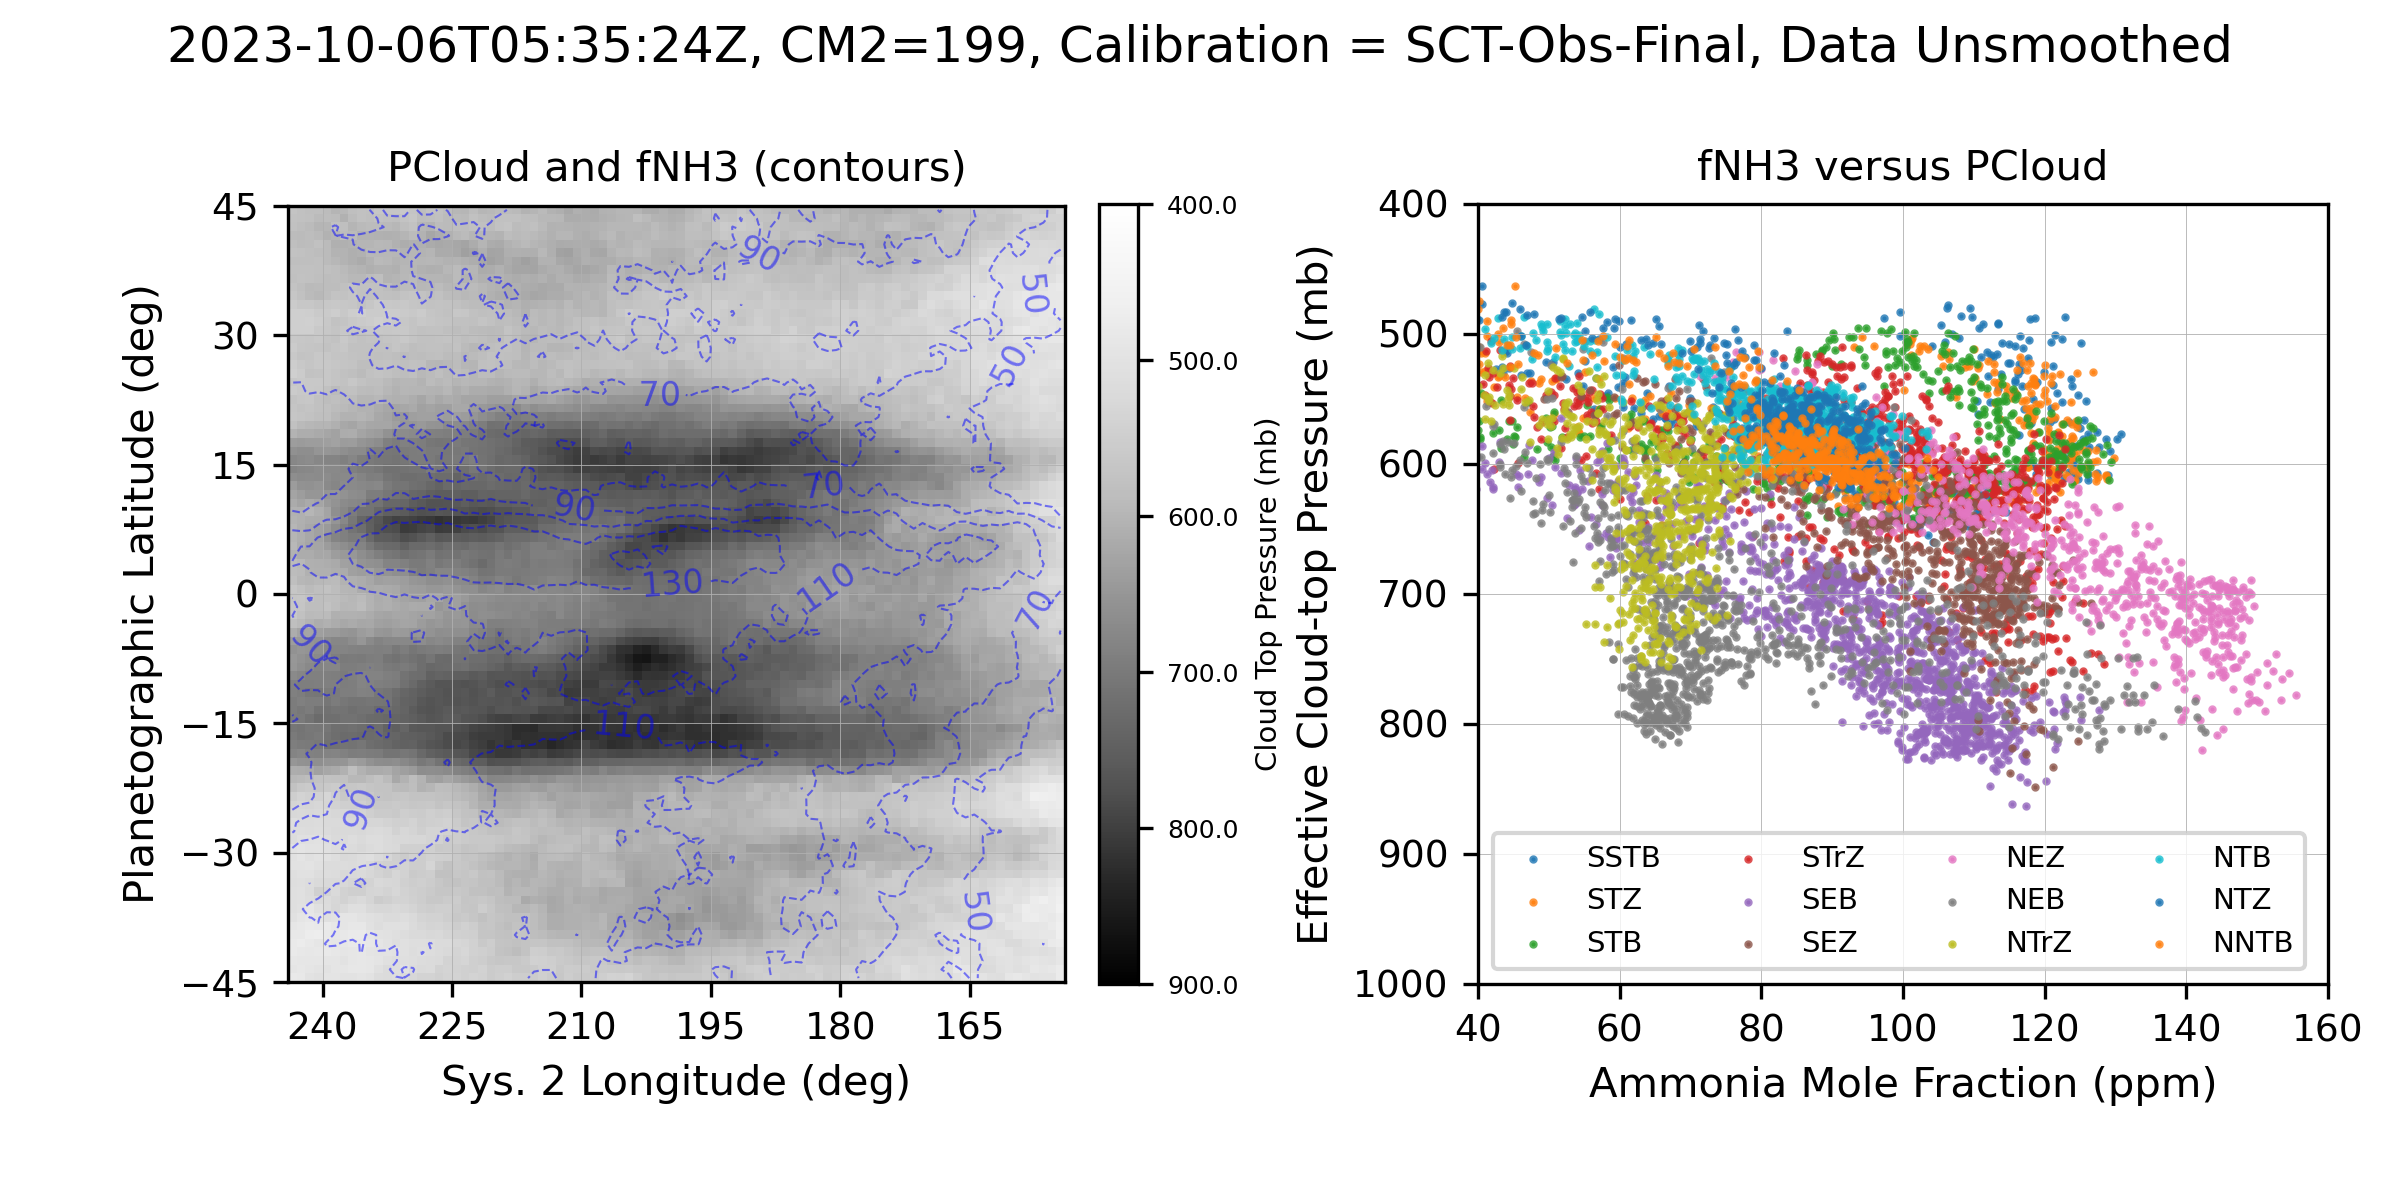 2023-10-06T05:35:24Z, CM2=199, Calibration = SCT-Obs-Final, Data Unsmoothed
PCloud and fNH3 (contours)
Planetographic Latitude (deg)
45
30
15
0
−15
−30
−45
240
225
210
195
180
165
Sys. 2 Longitude (deg)
90
50
50
70
70
90
130
110
70
90
110
90
50
400.0
500.0
600.0
700.0
800.0
900.0
Cloud Top Pressure (mb)
fNH3 versus PCloud
Effective Cloud-top Pressure (mb)
400
500
600
700
800
900
1000
SSTB
STZ
STB
STrZ
SEB
SEZ
NEZ
NEB
NTrZ
NTB
NTZ
NNTB
40
60
80
100
120
140
160
Ammonia Mole Fraction (ppm)